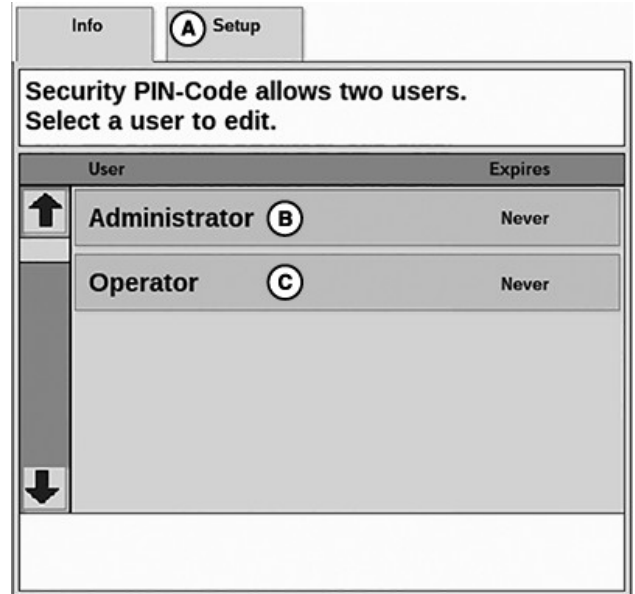 Info
A Setup
Security PIN-Code allows two users.
Select a user to edit.
User Expires
Administrator B Never
Operator C Never